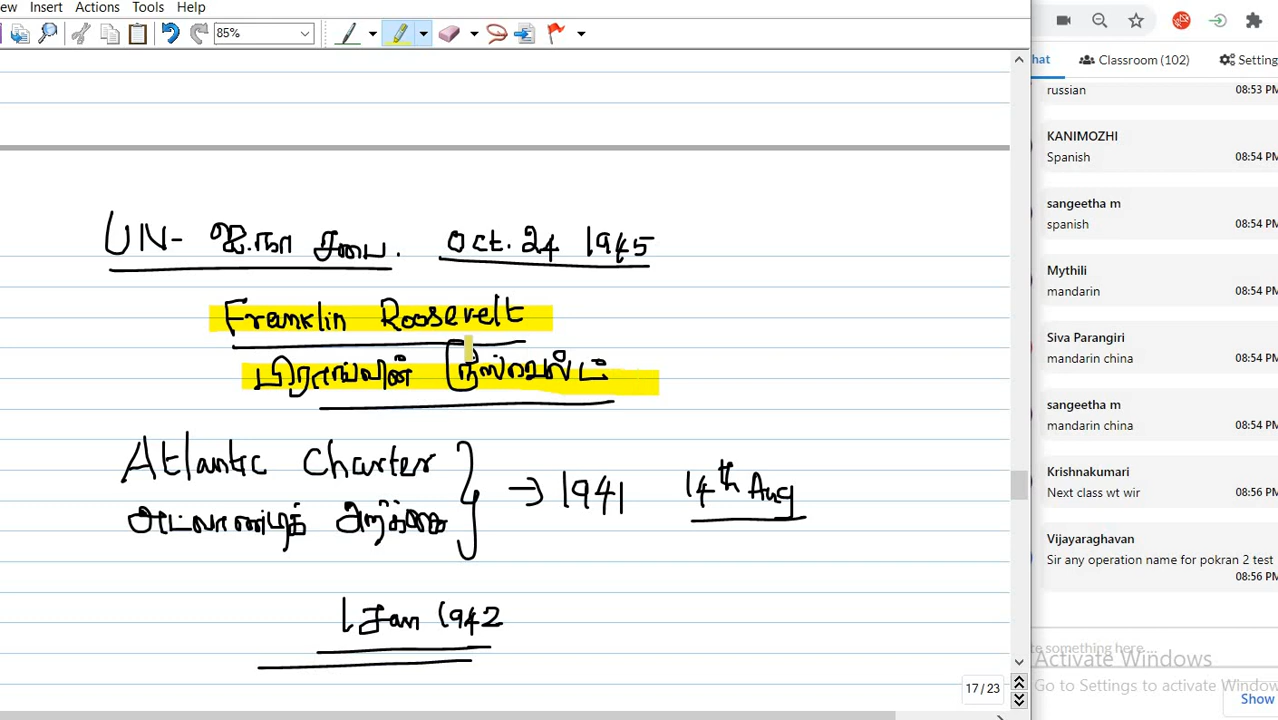 ew Insert Actions Tools Help
85%
hat Classroom (102) Setting
russian 08:53 PM
KANIMOZHI
Spanish 08:54 PM
sangeetha m
spanish 08:54 PM
Mythili
mandarin 08:54 PM
Siva Parangiri
mandarin china 08:54 PM
sangeetha m
mandarin china 08:54 PM
Krishnakumari
Next class wt wir 08:56 PM
Vijayaraghavan
Sir any operation name for pokran 2 test
08:56 PM
te something here...
Activate Windows
Go to Settings to activate Windows
Show
UN- ஐ.நா சபை. Oct. 24 1945
Franklin Roosevelt
பிராங்ளின் ரூஸ்வெல்ட்
Atlantic Charter
அட்லாண்டிக் அறிக்கை
→ 1941 14th Aug
1 Jan 1942
17 / 23